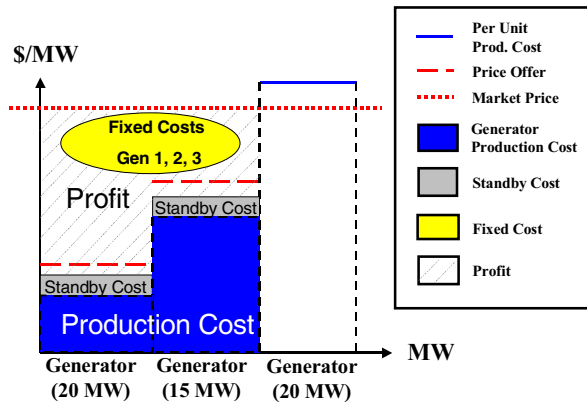 $/MW
Fixed Costs
Gen 1, 2, 3
Profit
Standby Cost
Standby Cost
Production Cost
MW
Generator
(20 MW)
Generator
(15 MW)
Generator
(20 MW)
Per Unit
Prod. Cost
Price Offer
Market Price
Generator
Production Cost
Standby Cost
Fixed Cost
Profit